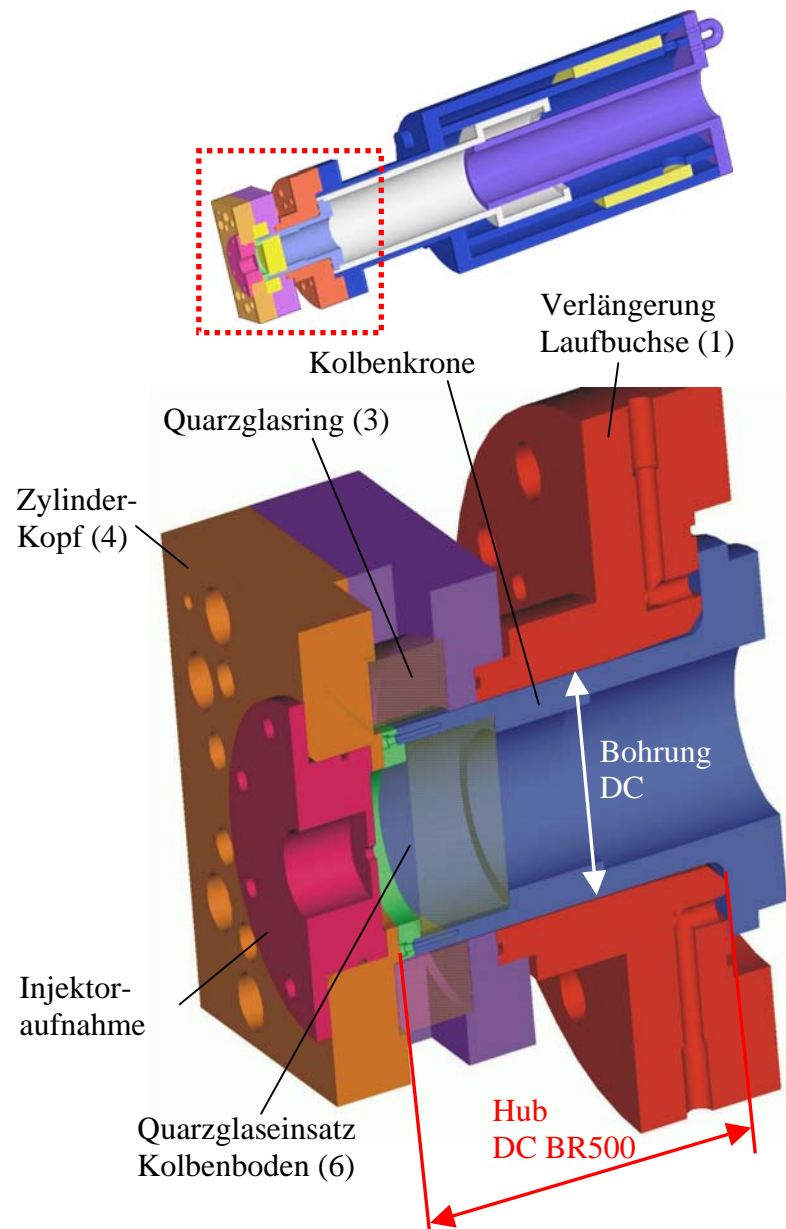 Verlängerung
Laufbuchse (1)
Kolbenkrone
Quarzglasring (3)
Zylinder-
Kopf (4)
Bohrung
DC
Injektor-
aufnahme
Quarzglaseinsatz
Kolbenboden (6)
Hub
DC BR500